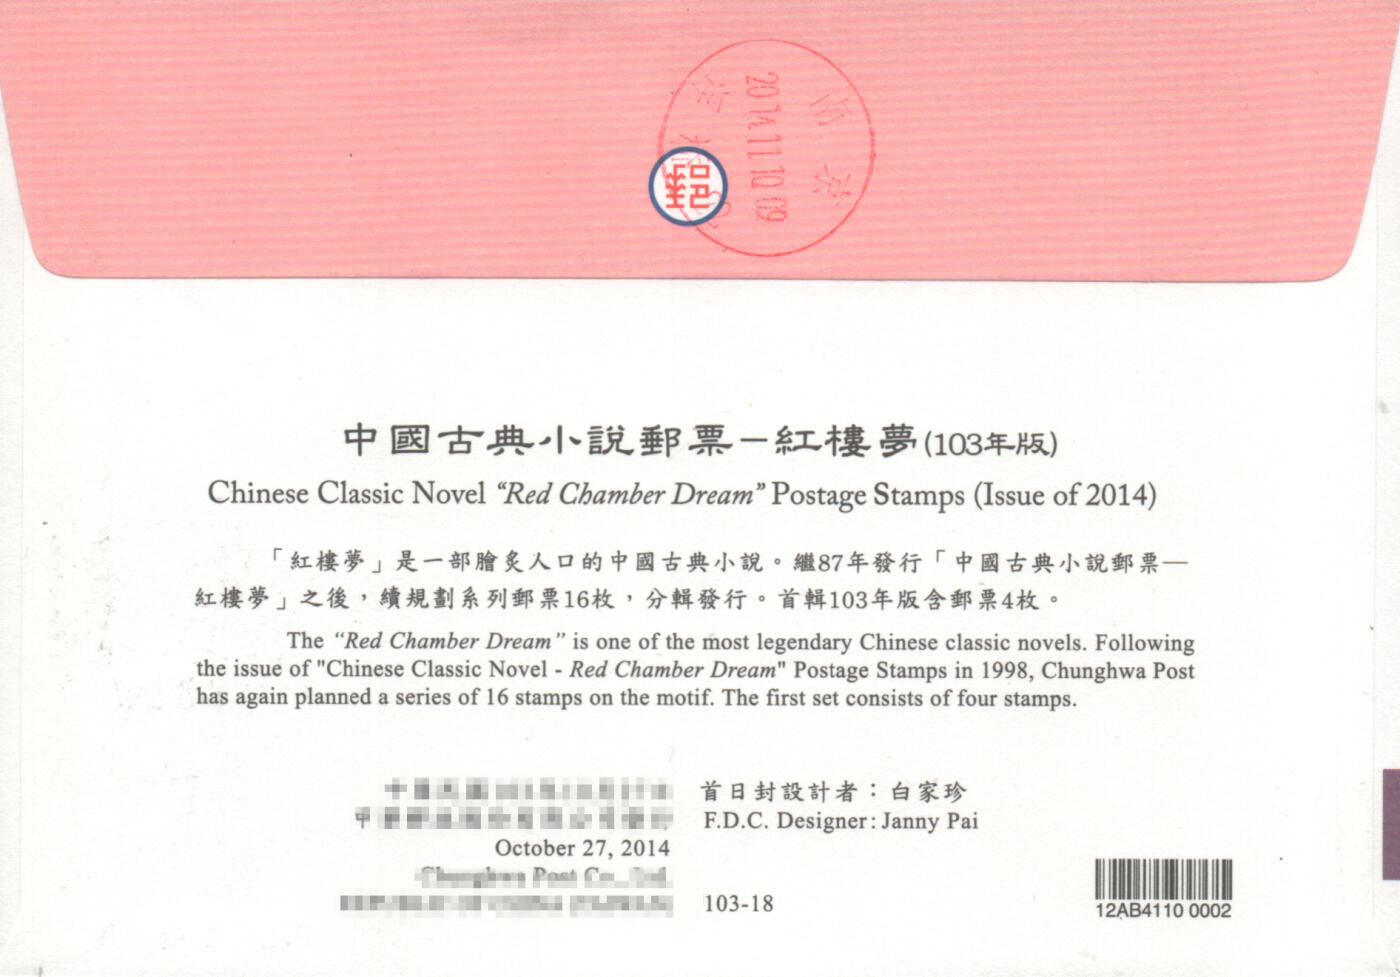 南京
2014.11.10.09
郵
中國古典小說郵票－紅樓夢(103年版)
Chinese Classic Novel “Red Chamber Dream” Postage Stamps (Issue of 2014)
「紅樓夢」是一部膾炙人口的中國古典小說。繼87年發行「中國古典小說郵票—
紅樓夢」之後，續規劃系列郵票16枚，分輯發行。首輯103年版含郵票4枚。
The “Red Chamber Dream” is one of the most legendary Chinese classic novels. Following
the issue of "Chinese Classic Novel - Red Chamber Dream" Postage Stamps in 1998, Chunghwa Post
has again planned a series of 16 stamps on the motif. The first set consists of four stamps.
首日封設計者：白家珍
F.D.C. Designer: Janny Pai
October 27, 2014
103-18
12AB4110 0002